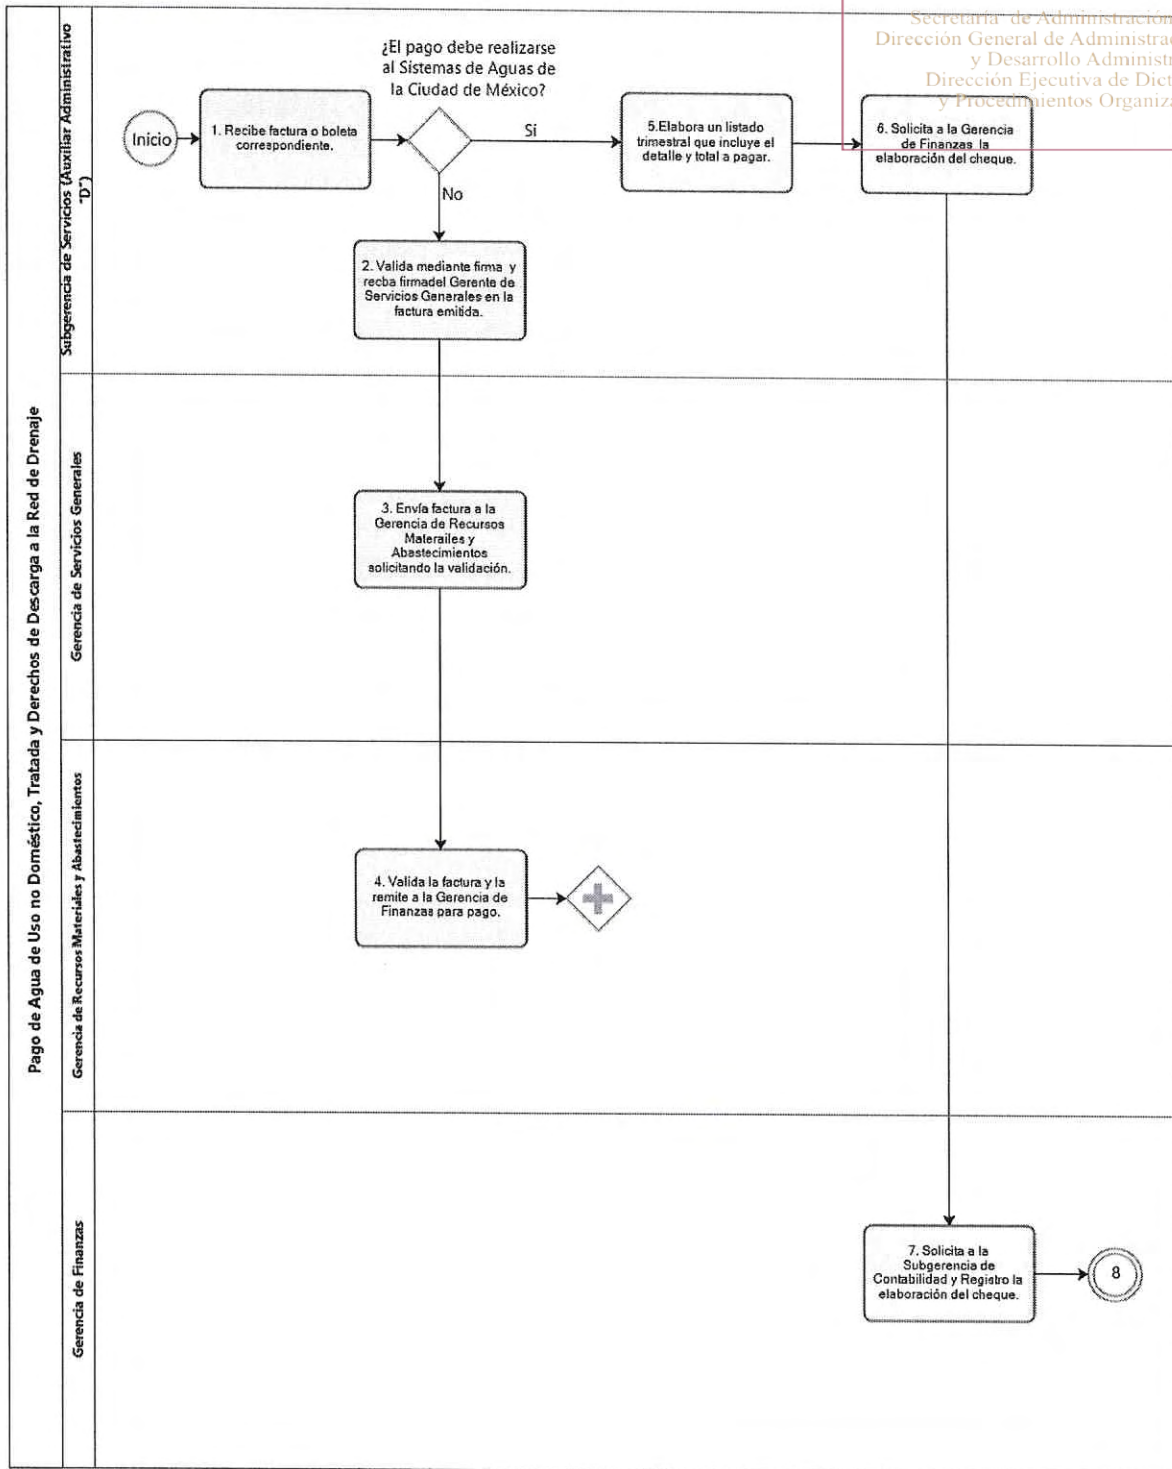 Secretaría de Administración
Dirección General de Administra
y Desarrollo Administr
Dirección Ejecutiva de Dict
y Procedimientos Organiza
Pago de Agua de Uso no Doméstico, Tratada y Derechos de Descarga a la Red de Drenaje
Subgerencia de Servicios (Auxiliar Administrativo
"D")
Inicio
1. Recibe factura o boleta
correspondiente.
¿El pago debe realizarse
al Sistemas de Aguas de
la Ciudad de México?
Si
No
5.Elabora un listado
trimestral que incluye el
detalle y total a pagar.
6. Solicita a la Gerencia
de Finanzas la
elaboración del cheque.
2. Valida mediante firma y
recba firmadel Gerente de
Servicios Generales en la
factura emitida.
Gerencia de Servicios Generales
3. Envía factura a la
Gerencia de Recursos
Materailes y
Abastecimientos
solicitando la validación.
Gerencia de Recursos Materiales y Abastecimientos
4. Valida la factura y la
remite a la Gerencia de
Finanzas para pago.
Gerencia de Finanzas
7. Solicita a la
Subgerencia de
Contabilidad y Registro la
elaboración del cheque.
8